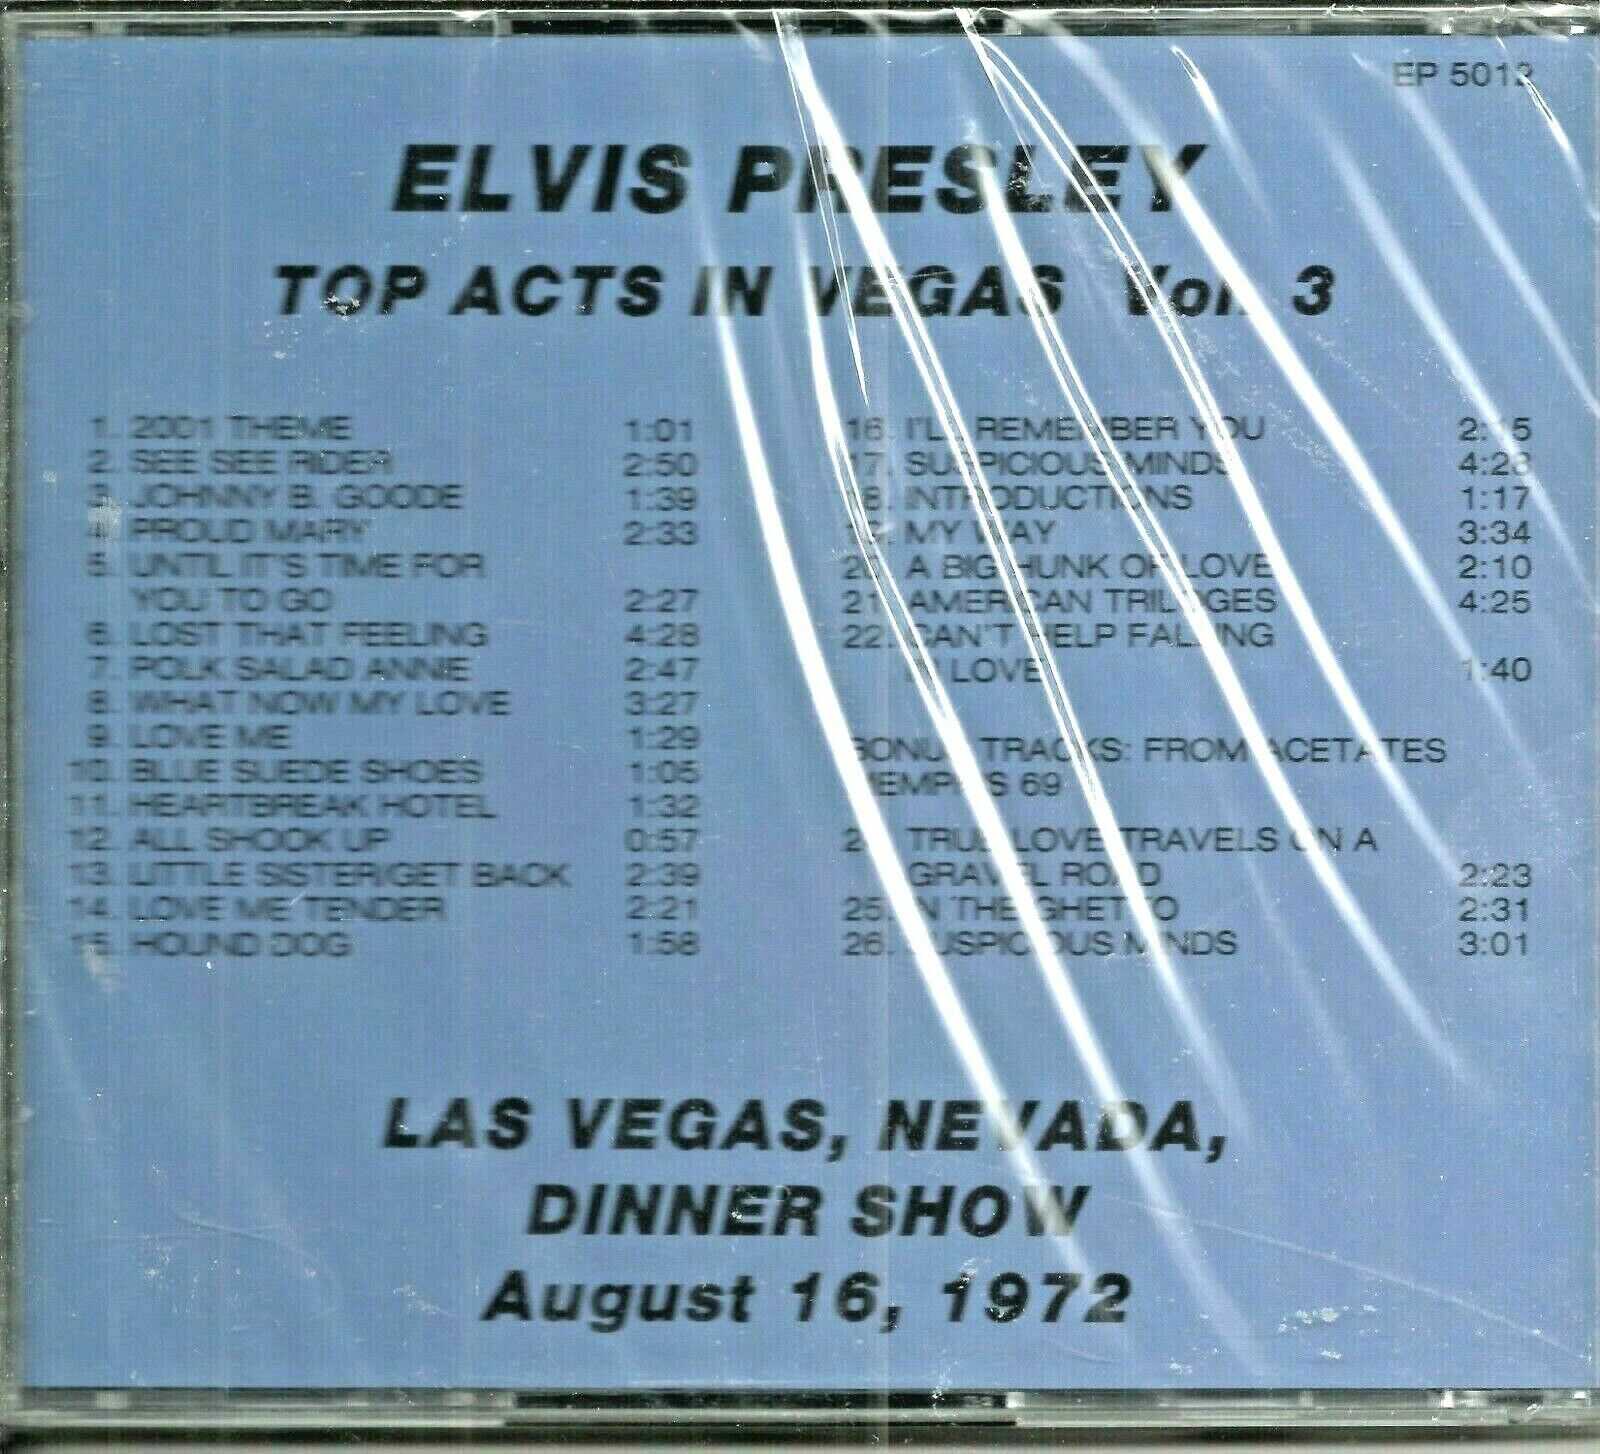 EP 5012
ELVIS PRESLEY
TOP ACTS IN VEGAS Vol. 3
1. 2001 THEME 1:01
2. SEE SEE RIDER 2:50
3. JOHNNY B. GOODE 1:39
4. PROUD MARY 2:33
5. UNTIL IT'S TIME FOR
YOU TO GO 2:27
6. LOST THAT FEELING 4:28
7. POLK SALAD ANNIE 2:47
8. WHAT NOW MY LOVE 3:27
9. LOVE ME 1:29
10. BLUE SUEDE SHOES 1:05
11. HEARTBREAK HOTEL 1:32
12. ALL SHOOK UP 0:57
13. LITTLE SISTER/GET BACK 2:39
14. LOVE ME TENDER 2:21
15. HOUND DOG 1:58
16. I'LL REMEMBER YOU 2:15
17. SUSPICIOUS MINDS 4:23
18. INTRODUCTIONS 1:17
19. MY WAY 3:34
20. A BIG HUNK OF LOVE 2:10
21. AMERICAN TRILOGES 4:25
22. CAN'T HELP FALLING
IN LOVE 1:40
BONUS TRACKS: FROM ACETATES
MEMPHIS 69
TRUE LOVE TRAVELS ON A
GRAVEL ROAD 2:23
25. IN THE GHETTO 2:31
26. SUSPICIOUS MINDS 3:01
LAS VEGAS, NEVADA,
DINNER SHOW
August 16, 1972